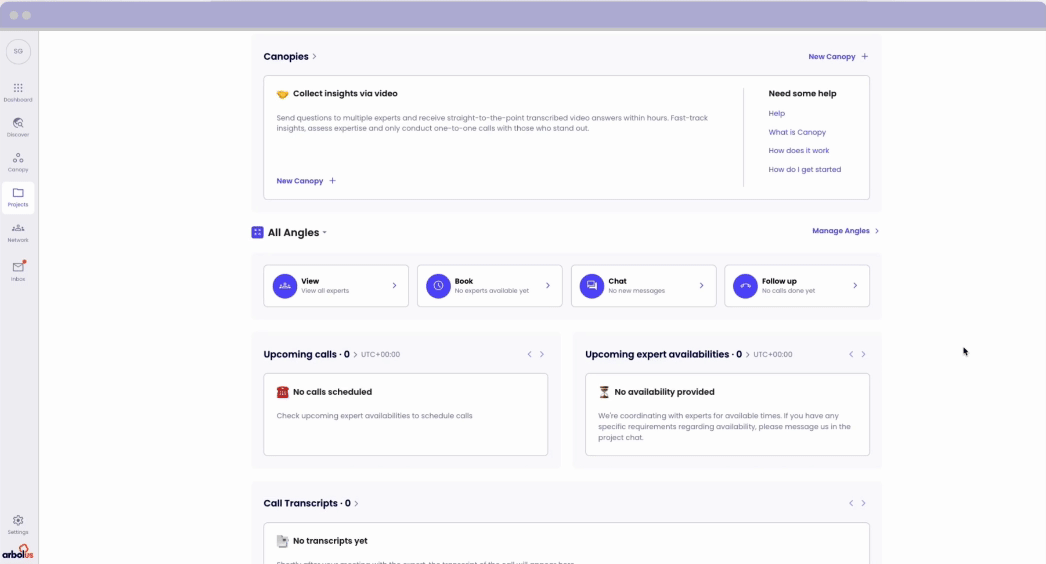 SG
Dashboard
Discover
Canopy
Projects
Network
Inbox
Settings
arbolus
Canopies
New Canopy +
Collect insights via video
Send questions to multiple experts and receive straight-to-the-point transcribed video answers within hours. Fast-track
insights, assess expertise and only conduct one-to-one calls with those who stand out.
New Canopy +
Need some help
Help
What is Canopy
How does it work
How do I get started
All Angles
Manage Angles
View
View all experts
Book
No experts available yet
Chat
No new messages
Follow up
No calls done yet
Upcoming calls · 0 > UTC+00:00
No calls scheduled
Check upcoming expert availabilities to schedule calls
Upcoming expert availabilities · 0 > UTC+00:00
No availability provided
We're coordinating with experts for available times. If you have any
specific requirements regarding availability, please message us in the
project chat.
Call Transcripts · 0 >
No transcripts yet